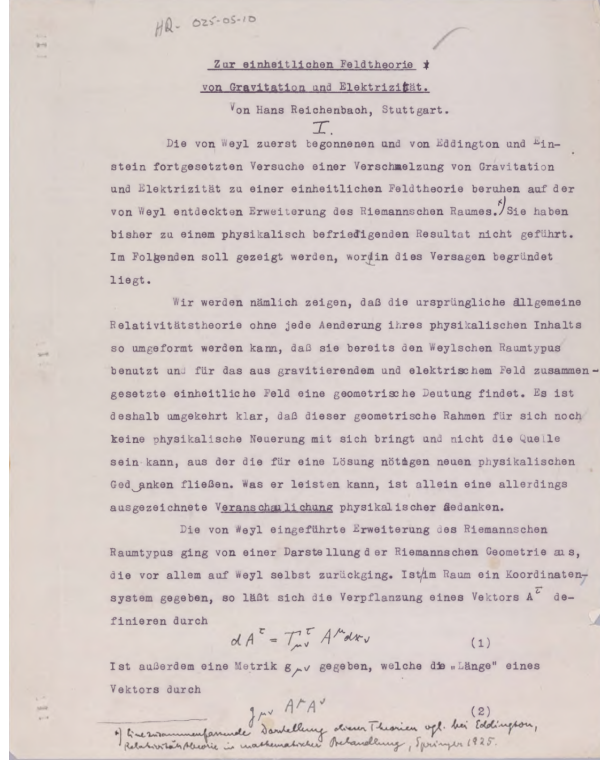 HR- 025-05-10
Zur einheitlichen Feldtheorie *
von Gravitation und Elektrizität.
Von Hans Reichenbach, Stuttgart.
I.
Die von Weyl zuerst begonnenen und von Eddington und Ein-
stein fortgesetzten Versuche einer Verschmelzung von Gravitation
und Elektrizität zu einer einheitlichen Feldtheorie beruhen auf der
von Weyl entdeckten Erweiterung des Riemannschen Raumes.*) Sie haben
bisher zu einem physikalisch befriedigenden Resultat nicht geführt.
Im Folgenden soll gezeigt werden, worin dies Versagen begründet
liegt.
Wir werden nämlich zeigen, daß die ursprüngliche allgemeine
Relativitätstheorie ohne jede Aenderung ihres physikalischen Inhalts
so umgeformt werden kann, daß sie bereits den Weylschen Raumtypus
benutzt und für das aus gravitierendem und elektrischem Feld zusammen-
gesetzte einheitliche Feld eine geometrische Deutung findet. Es ist
deshalb umgekehrt klar, daß dieser geometrische Rahmen für sich noch
keine physikalische Neuerung mit sich bringt und nicht die Quelle
sein kann, aus der die für eine Lösung nötigen neuen physikalischen
Gedanken fließen. Was er leisten kann, ist allein eine allerdings
ausgezeichnete Veranschaulichung physikalischer Gedanken.
Die von Weyl eingeführte Erweiterung des Riemannschen
Raumtypus ging von einer Darstellung der Riemannschen Geometrie aus,
die vor allem auf Weyl selbst zurückging. Ist im Raum ein Koordinaten-
system gegeben, so läßt sich die Verpflanzung eines Vektors A^τ de-
finieren durch
dA^τ = Γ_μν^τ A^μ dx_ν (1)
Ist außerdem eine Metrik g_μν gegeben, welche die „Länge" eines
Vektors durch
g_μν A^μ A^ν (2)
*) Eine zusammenfassende Darstellung dieser Theorien vgl. bei Eddington,
Relativitätstheorie in mathematischer Behandlung, Springer 1925.